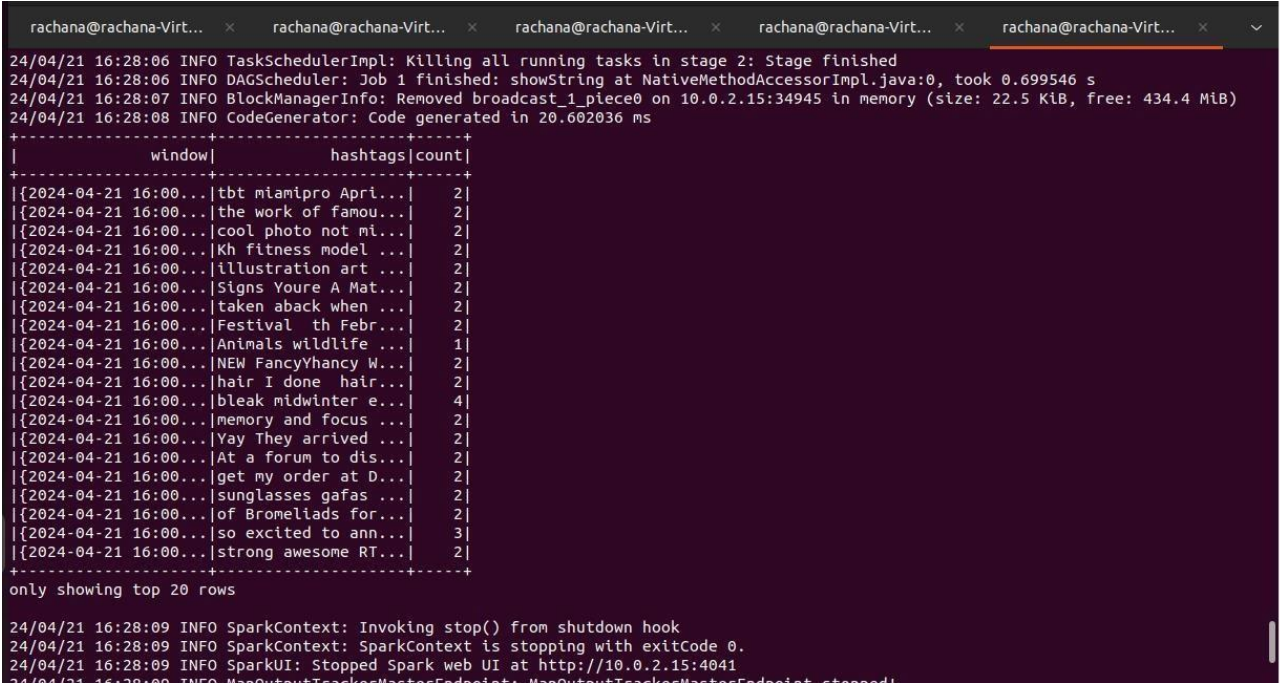 rachana@rachana-Virt... × rachana@rachana-Virt... × rachana@rachana-Virt... × rachana@rachana-Virt... × rachana@rachana-Virt... ×
24/04/21 16:28:06 INFO TaskSchedulerImpl: Killing all running tasks in stage 2: Stage finished
24/04/21 16:28:06 INFO DAGScheduler: Job 1 finished: showString at NativeMethodAccessorImpl.java:0, took 0.699546 s
24/04/21 16:28:07 INFO BlockManagerInfo: Removed broadcast_1_piece0 on 10.0.2.15:34945 in memory (size: 22.5 KiB, free: 434.4 MiB)
24/04/21 16:28:08 INFO CodeGenerator: Code generated in 20.602036 ms
+--------------------+--------------------+-----+
|              window|            hashtags|count|
+--------------------+--------------------+-----+
|{2024-04-21 16:00...|tbt miamipro Apri...|    2|
|{2024-04-21 16:00...|the work of famou...|    2|
|{2024-04-21 16:00...|cool photo not mi...|    2|
|{2024-04-21 16:00...|Kh fitness model ...|    2|
|{2024-04-21 16:00...|illustration art ...|    2|
|{2024-04-21 16:00...|Signs Youre A Mat...|    2|
|{2024-04-21 16:00...|taken aback when ...|    2|
|{2024-04-21 16:00...|Festival  th Febr...|    2|
|{2024-04-21 16:00...|Animals wildlife ...|    1|
|{2024-04-21 16:00...|NEW FancyYhancy W...|    2|
|{2024-04-21 16:00...|hair I done  hair...|    2|
|{2024-04-21 16:00...|bleak midwinter e...|    4|
|{2024-04-21 16:00...|memory and focus ...|    2|
|{2024-04-21 16:00...|Yay They arrived ...|    2|
|{2024-04-21 16:00...|At a forum to dis...|    2|
|{2024-04-21 16:00...|get my order at D...|    2|
|{2024-04-21 16:00...|sunglasses gafas ...|    2|
|{2024-04-21 16:00...|of Bromeliads for...|    2|
|{2024-04-21 16:00...|so excited to ann...|    3|
|{2024-04-21 16:00...|strong awesome RT...|    2|
+--------------------+--------------------+-----+
only showing top 20 rows
24/04/21 16:28:09 INFO SparkContext: Invoking stop() from shutdown hook
24/04/21 16:28:09 INFO SparkContext: SparkContext is stopping with exitCode 0.
24/04/21 16:28:09 INFO SparkUI: Stopped Spark web UI at http://10.0.2.15:4041
24/04/21 16:28:09 INFO MapOutputTrackerMasterEndpoint: MapOutputTrackerMasterEndpoint stopped!